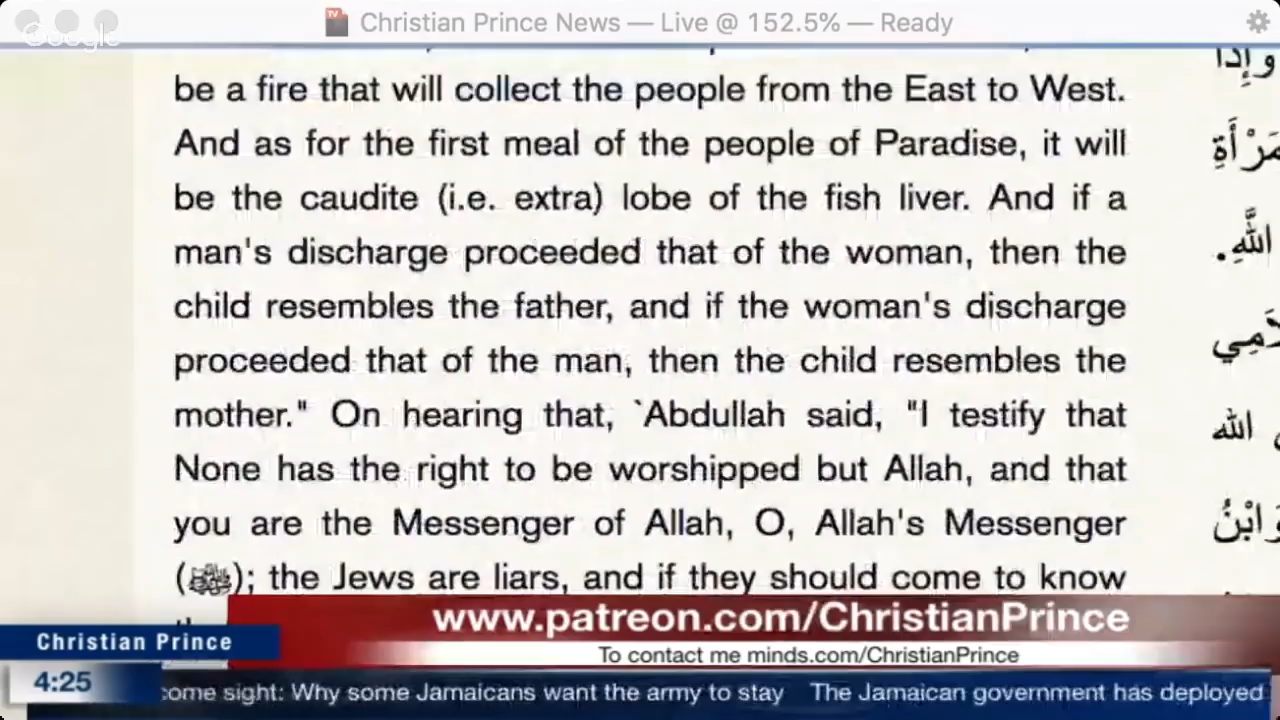 Christian Prince News — Live @ 152.5% — Ready
Google
be a fire that will collect the people from the East to West.
And as for the first meal of the people of Paradise, it will
be the caudite (i.e. extra) lobe of the fish liver. And if a
man's discharge proceeded that of the woman, then the
child resembles the father, and if the woman's discharge
proceeded that of the man, then the child resembles the
mother." On hearing that, `Abdullah said, "I testify that
None has the right to be worshipped but Allah, and that
you are the Messenger of Allah, O, Allah's Messenger
(ﷺ); the Jews are liars, and if they should come to know
وَإِذَا
اللَّهِ.
الله
www.patreon.com/ChristianPrince
To contact me minds.com/ChristianPrince
Christian Prince
4:25
come sight: Why some Jamaicans want the army to stay The Jamaican government has deployed